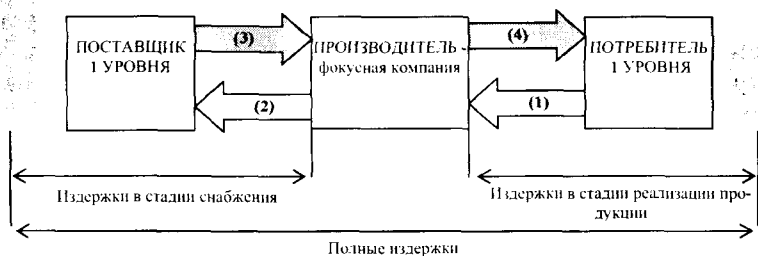 ПОСТАВЩИК
1 УРОВНЯ
(3)
(2)
ПРОИЗВОДИТЕЛЬ -
фокусная компания
(4)
(1)
ПОТРЕБИТЕЛЬ
1 УРОВНЯ
Издержки в стадии снабжения
Издержки в стадии реализации про-
дукции
Полные издержки